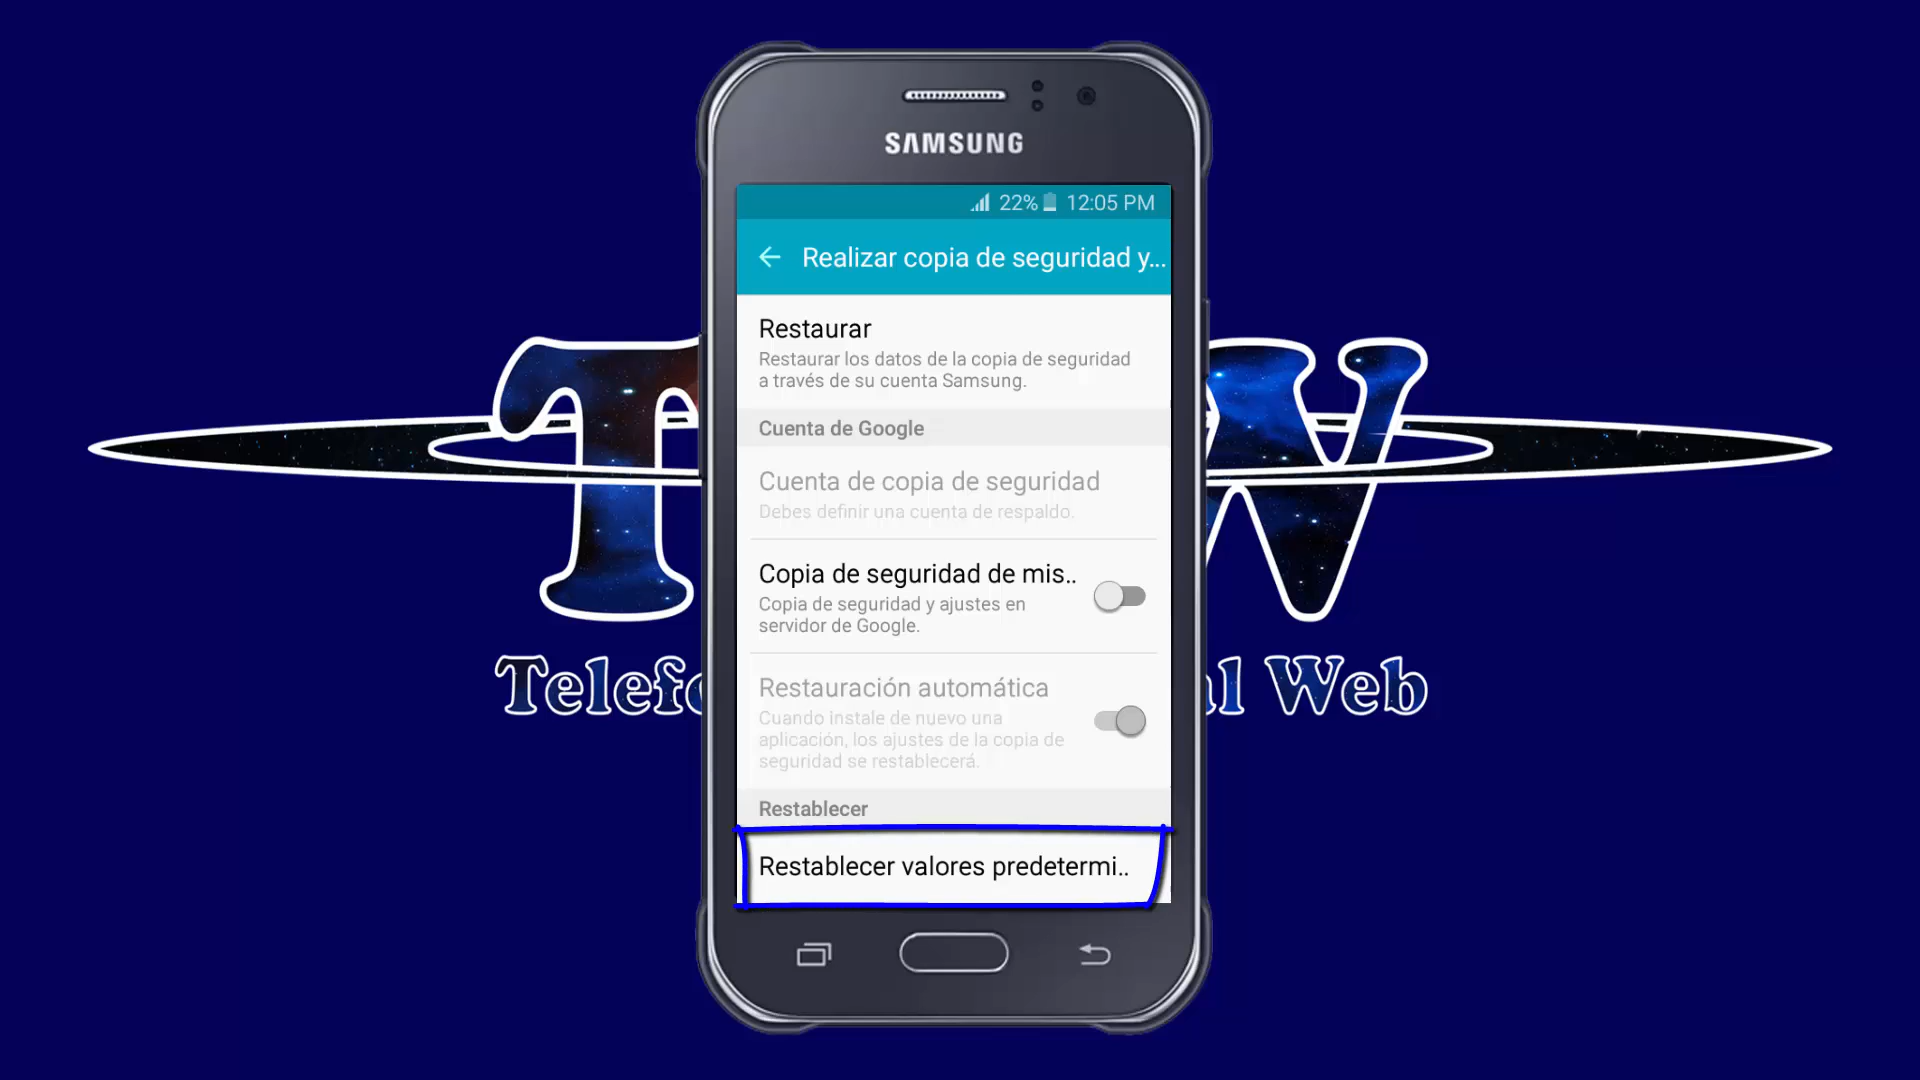 SAMSUNG
22% 12:05 PM
Realizar copia de seguridad y...
Restaurar
Restaurar los datos de la copia de seguridad
a través de su cuenta Samsung.
Cuenta de Google
Cuenta de copia de seguridad
Debes definir una cuenta de respaldo.
Copia de seguridad de mis..
Copia de seguridad y ajustes en
servidor de Google.
Restauración automática
Cuando instale de nuevo una
aplicación, los ajustes de la copia de
seguridad se restablecerá.
Restablecer
Restablecer valores predetermi..
T W
Web